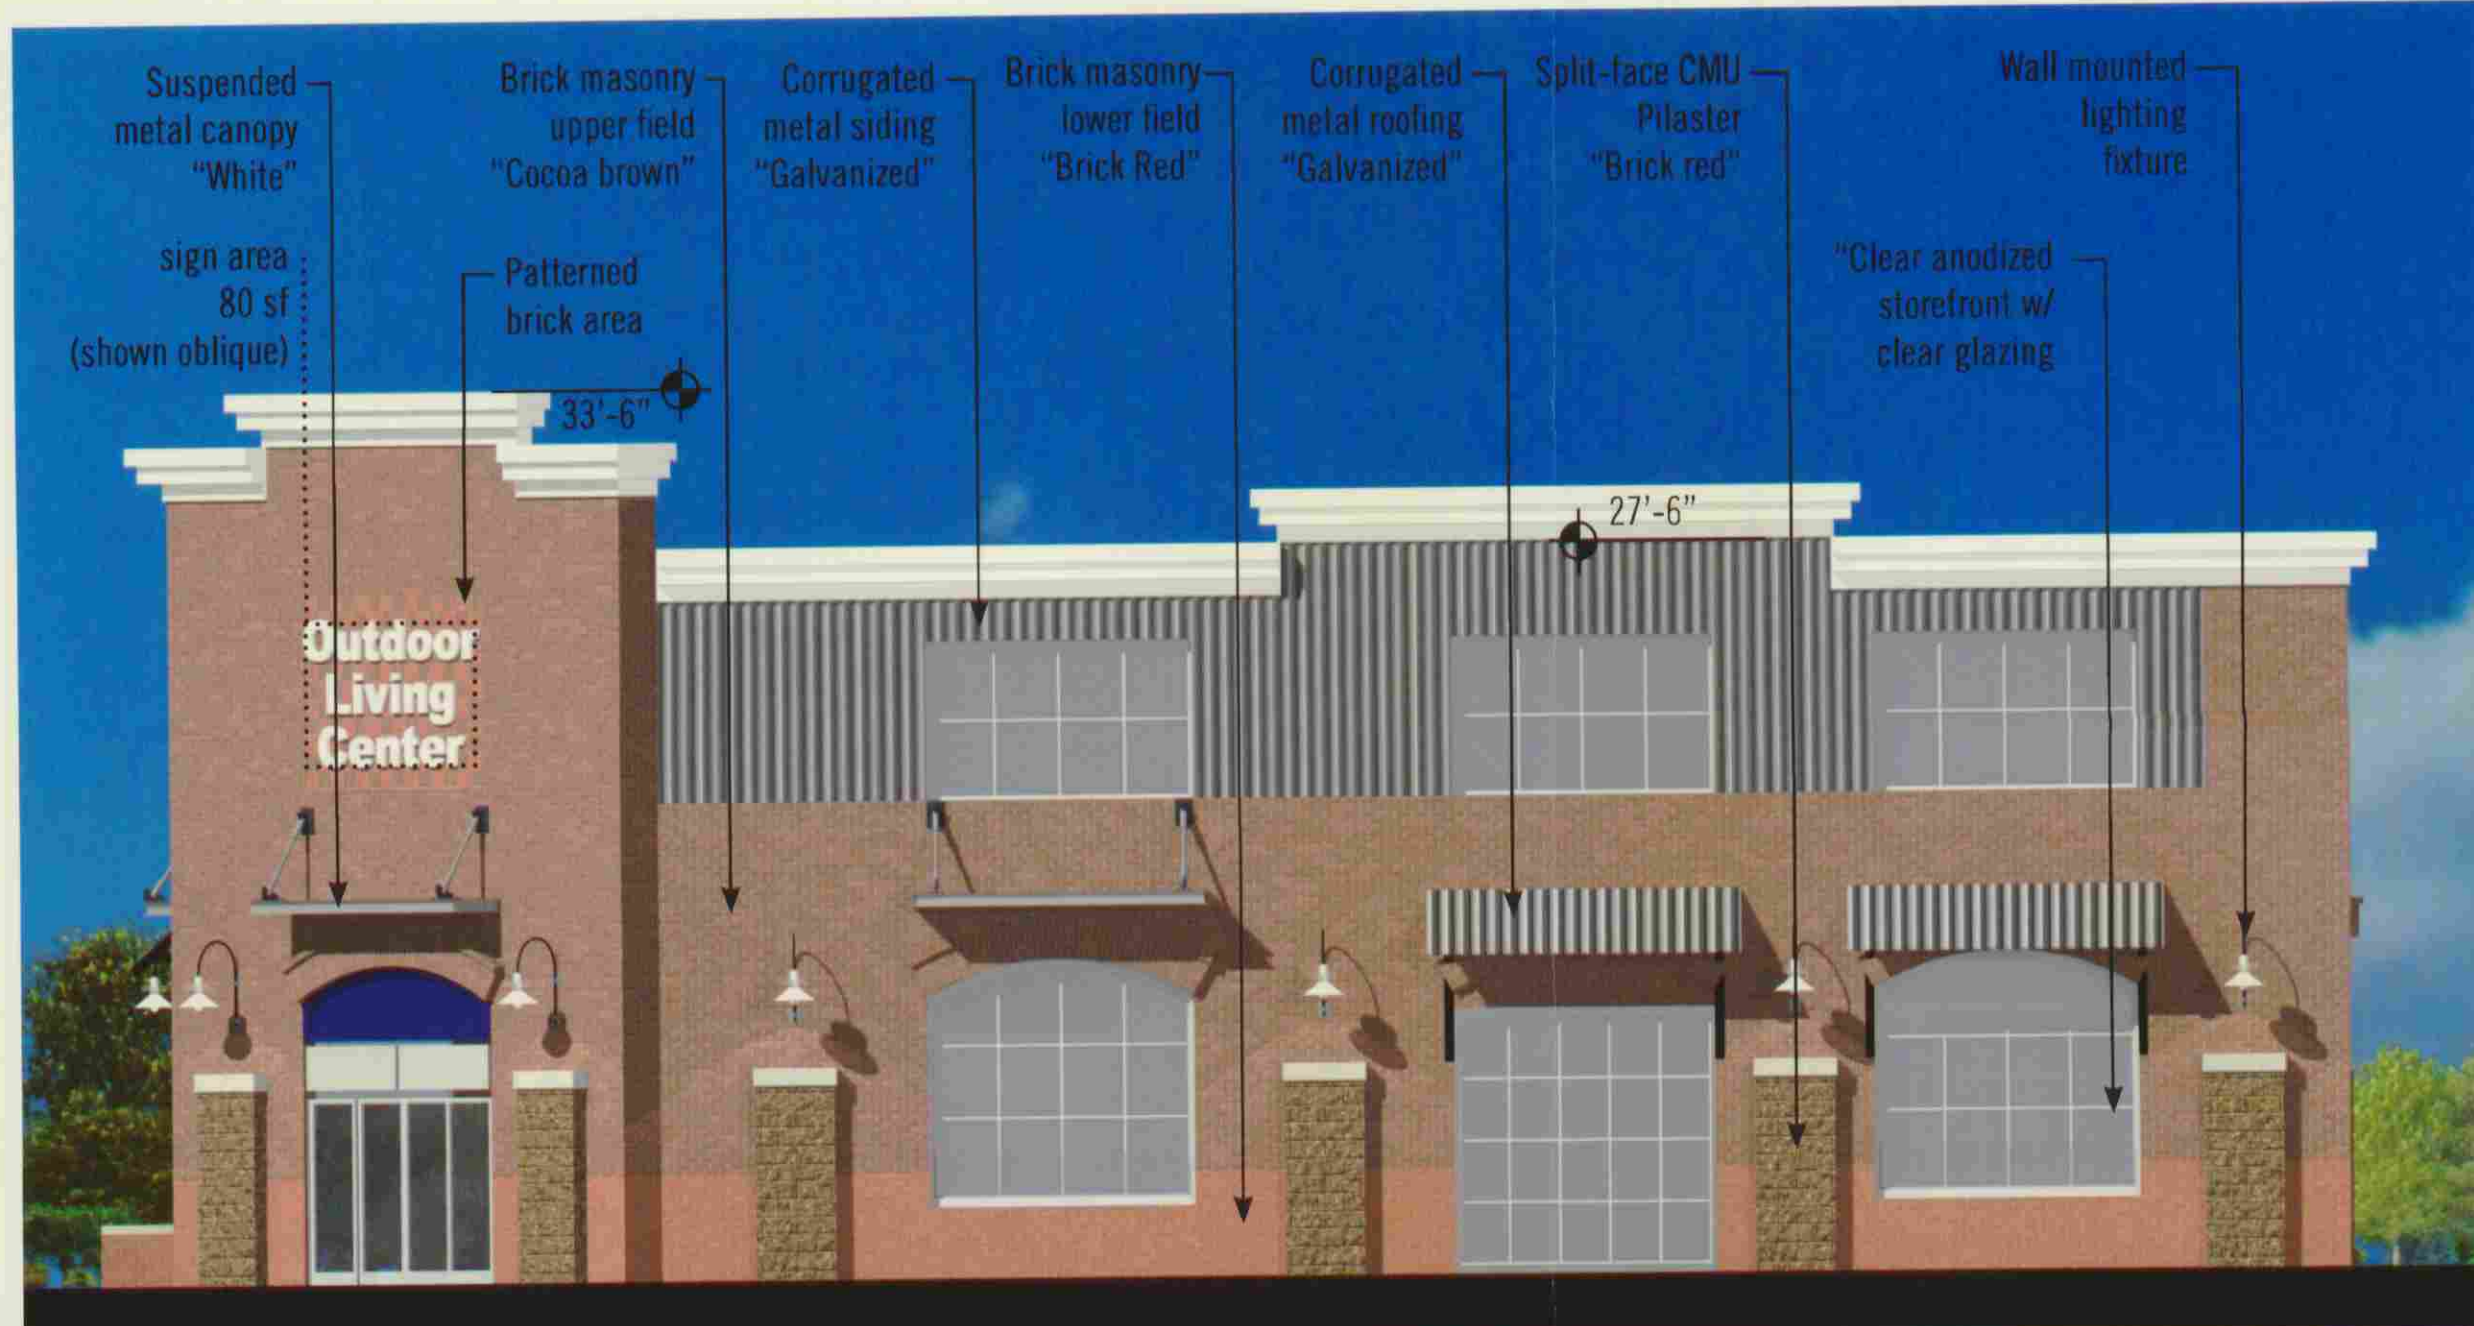 Suspended
metal canopy
“White”
Brick masonry
upper field
“Cocoa brown”
Corrugated
metal siding
“Galvanized”
Brick masonry
lower field
“Brick Red”
Corrugated
metal roofing
“Galvanized”
Split-face CMU
Pilaster
“Brick red”
Wall mounted
lighting
fixture
sign area
80 sf
(shown oblique)
Patterned
brick area
“Clear anodized
storefront w/
clear glazing
33’-6”
27’-6”
Outdoor
Living
Center